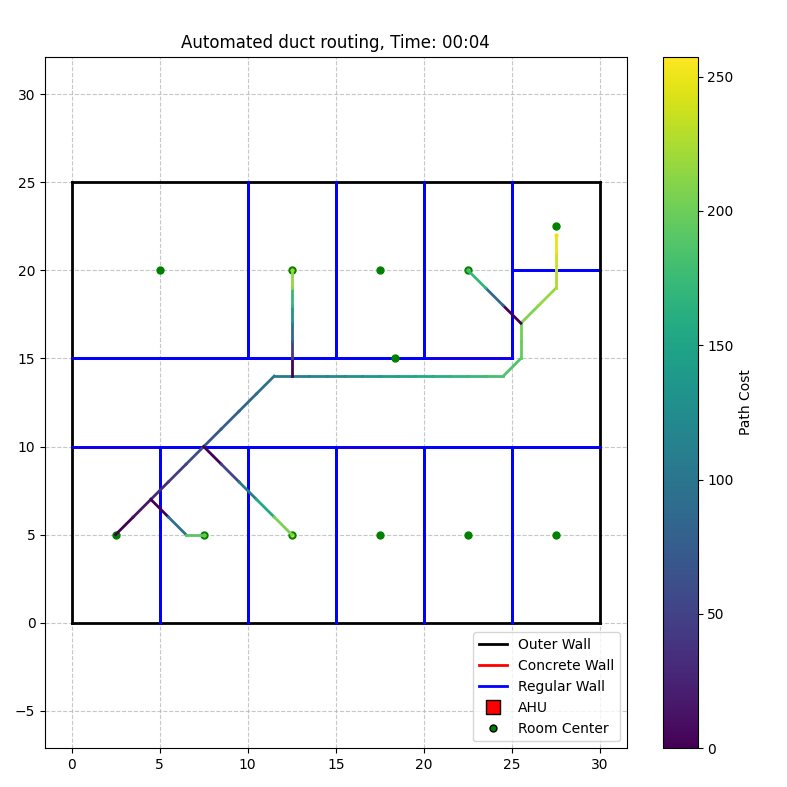 Automated duct routing, Time: 00:04
30
25
20
15
10
5
0
−5
0 5 10 15 20 25 30
Outer Wall
Concrete Wall
Regular Wall
AHU
Room Center
250
200
150
100
50
0
Path Cost